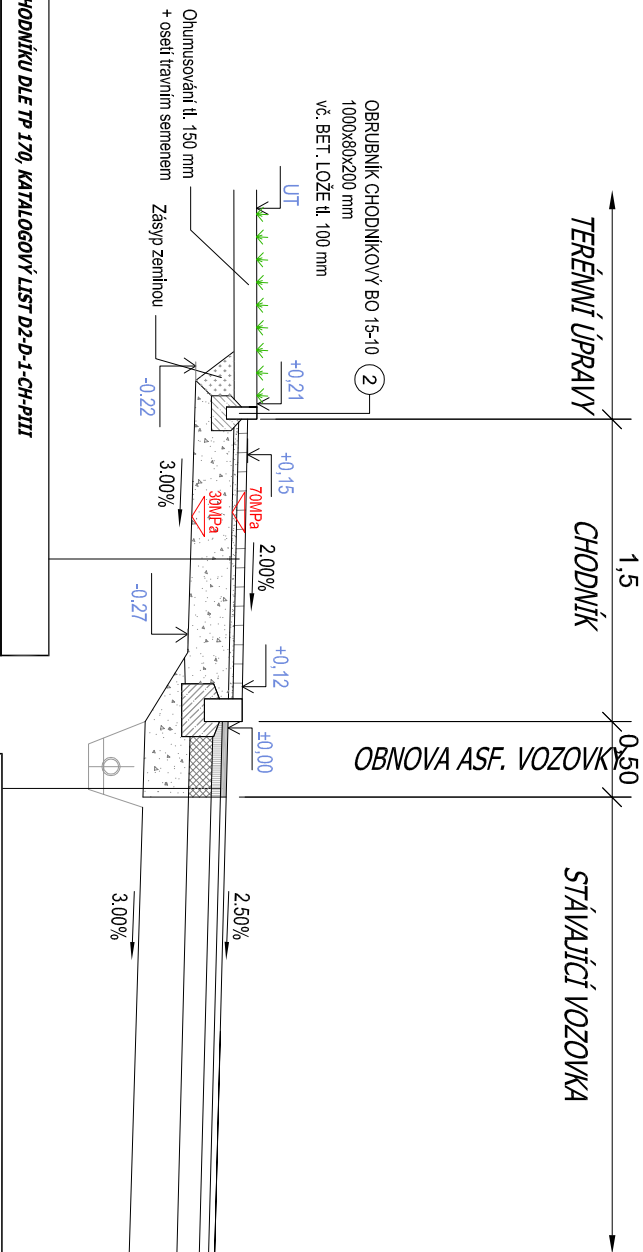 TERÉNNÍ ÚPRAVY
1,5
CHODNÍK
0,50
OBNOVA ASF. VOZOVKY
STÁVAJÍCÍ VOZOVKA
OBRUBNÍK CHODNÍKOVÝ BO 15-10
1000x80x200 mm
vč. BET. LOŽE tl. 100 mm
2
UT
+0,21
+0,15
70MPa
2.00%
+0,12
±0,00
2.50%
Ohumusování tl. 150 mm
+ osetí travním semenem
Zásyp zeminou
-0.22
3.00%
30MPa
-0.27
3.00%
HODNÍKU DLE TP 170, KATALOGOVÝ LIST D2-D-1-CH-PIII